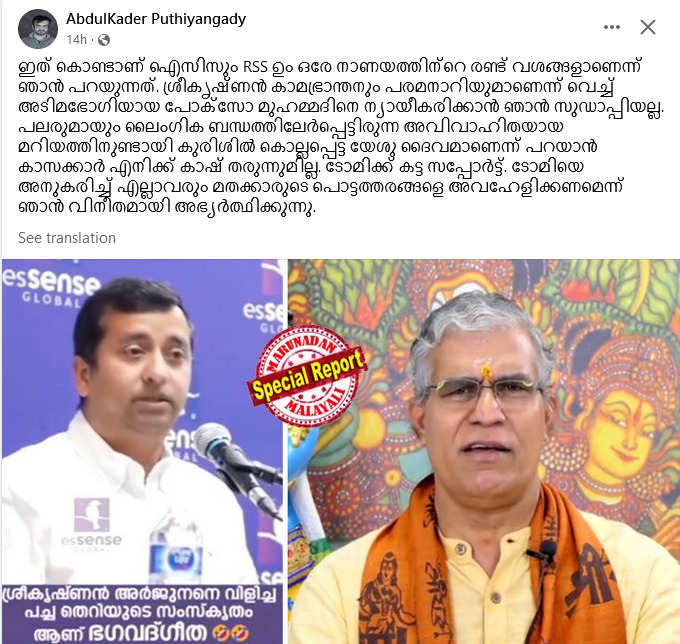 AbdulKader Puthiyangady
14h ·
ഇത് കൊണ്ടാണ് ഐസിസും RSS ഉം ഒരേ നാണയത്തിന്റെ രണ്ട് വശങ്ങളാണെന്ന്
ഞാൻ പറയുന്നത്. ശ്രീകൃഷ്ണൻ കാമഭ്രാന്തനും പരമനാറിയുമാണെന്ന് വെച്ച്
അടിമഭോഗിയായ പോക്സോ മുഹമ്മദിനെ ന്യായീകരിക്കാൻ ഞാൻ സുഡാപ്പിയല്ല.
പലരുമായും ലൈംഗിക ബന്ധത്തിലേർപ്പെട്ടിരുന്ന അവിവാഹിതയായ
മറിയത്തിനുണ്ടായി കുരിശിൽ കൊല്ലപ്പെട്ട യേശു ദൈവമാണെന്ന് പറയാൻ
കാസക്കാർ എനിക്ക് കാഷ് തരുന്നുമില്ല. ടോമിക്ക് കട്ട സപ്പോർട്ട്. ടോമിയെ
അനുകരിച്ച് എല്ലാവരും മതക്കാരുടെ പൊട്ടത്തരങ്ങളെ അവഹേളിക്കണമെന്ന്
ഞാൻ വിനീതമായി അഭ്യർത്ഥിക്കുന്നു.
See translation
esSense
GLOBAL
esSe
GLO
MARUNADAN
Special Report
MALAYALI
esSense
GLOBAL
ശ്രീകൃഷ്ണൻ അർജുനനെ വിളിച്ച
പച്ച തെറിയുടെ സംസ്കൃതം
ആണ് ഭഗവദ്ഗീത 🤣🤣